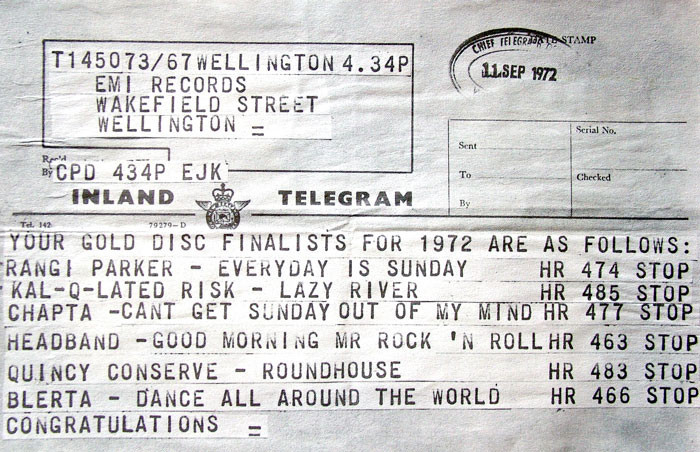 T145073/67 WELLINGTON 4.34P
EMI RECORDS
WAKEFIELD STREET
WELLINGTON =
CHIEF TELEGRAPH
STAMP
11 SEP 1972
Serial No.
Sent
To
Checked
By
Rec'd
By CPD 434P EJK
INLAND TELEGRAM
Tel. 142 79279-D
YOUR GOLD DISC FINALISTS FOR 1972 ARE AS FOLLOWS:
RANGI PARKER - EVERYDAY IS SUNDAY HR 474 STOP
KAL-Q-LATED RISK - LAZY RIVER HR 485 STOP
CHAPTA -CANT GET SUNDAY OUT OF MY MIND HR 477 STOP
HEADBAND -GOOD MORNING MR ROCK 'N ROLL HR 463 STOP
QUINCY CONSERVE - ROUNDHOUSE HR 483 STOP
BLERTA - DANCE ALL AROUND THE WORLD HR 466 STOP
CONGRATULATIONS =